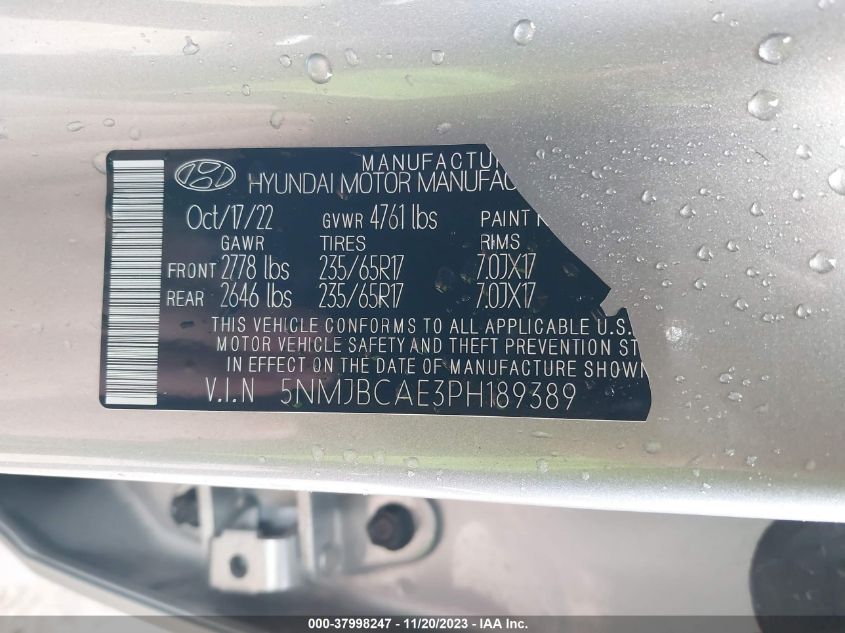 MANUFACTU
HYUNDAI MOTOR MANUFAC
Oct/17/22 GVWR 4761 lbs PAINT
GAWR TIRES RIMS
FRONT 2778 lbs 235/65R17 7.0JX17
REAR 2646 lbs 235/65R17 7.0JX17
THIS VEHICLE CONFORMS TO ALL APPLICABLE U.S.
MOTOR VEHICLE SAFETY AND THEFT PREVENTION ST
IN EFFECT ON THE DATE OF MANUFACTURE SHOWN
V.I.N 5NMJBCAE3PH189389
000-37998247 - 11/20/2023 - IAA Inc.